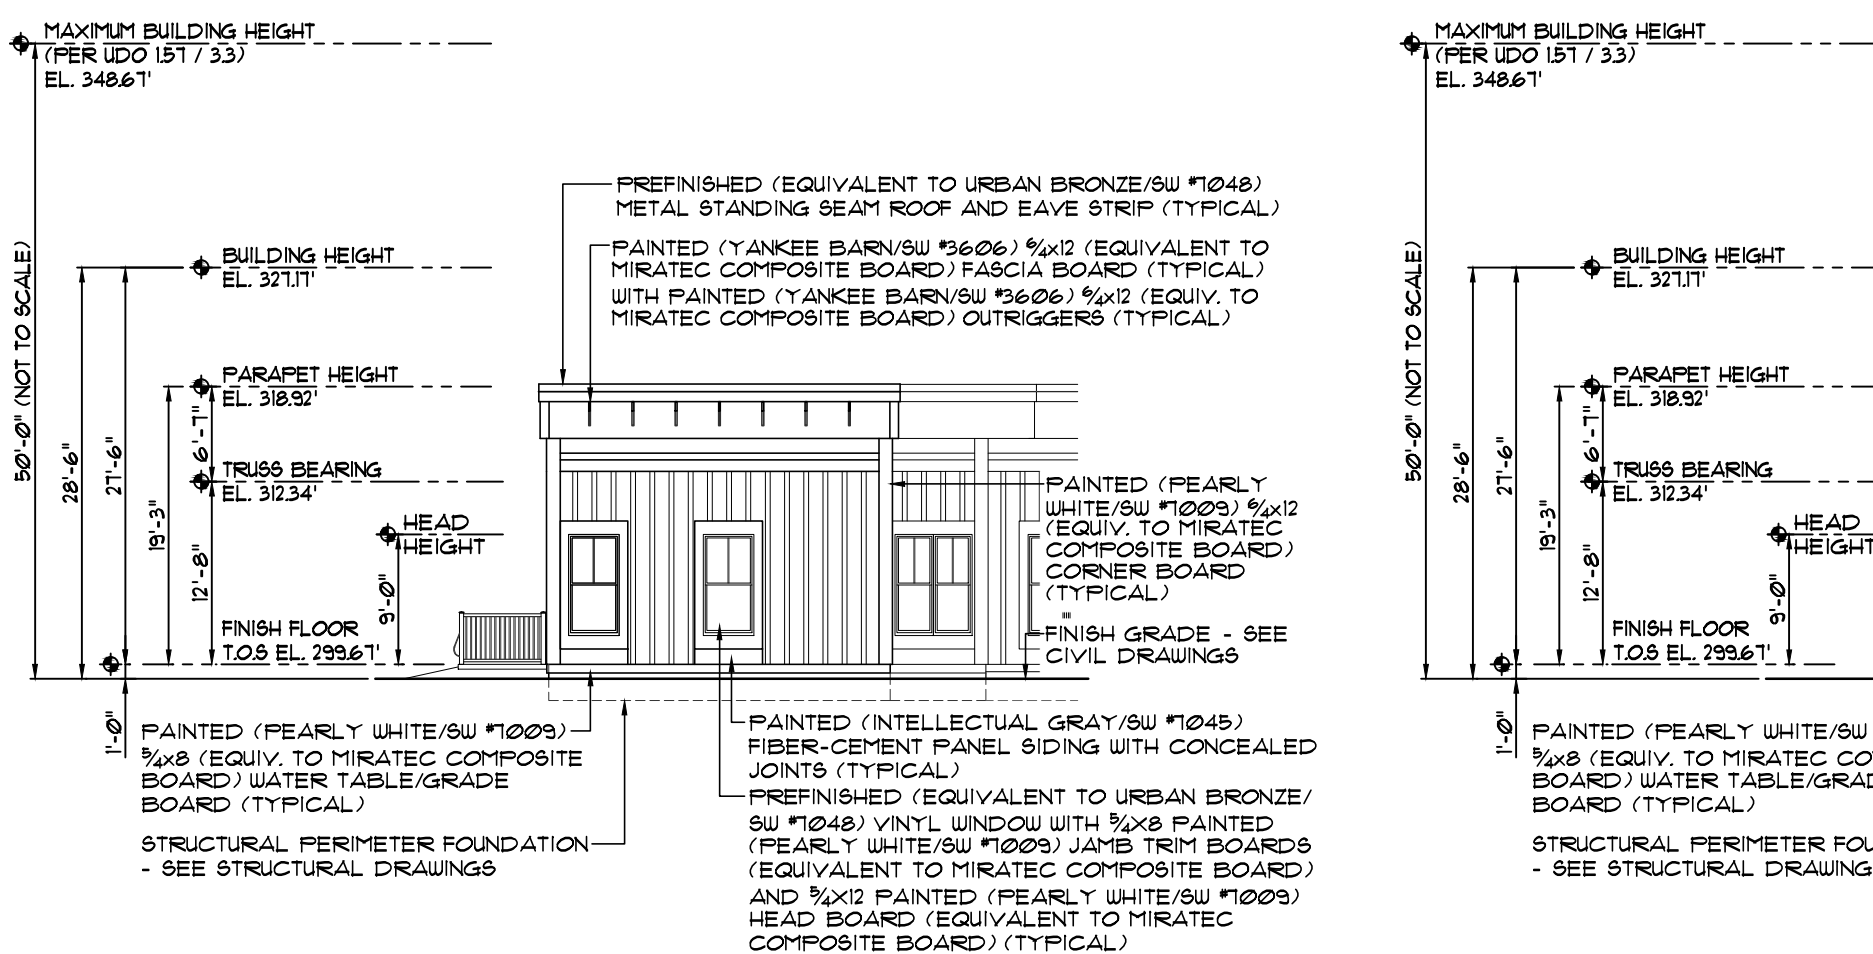 MAXIMUM BUILDING HEIGHT
(PER UDO 1.57 / 3.3)
EL. 348.67'
50'-0" (NOT TO SCALE)
28'-6"
27'-6"
19'-3"
6'-7"
12'-8"
9'-0"
1'-0"
BUILDING HEIGHT
EL. 327.17'
PARAPET HEIGHT
EL. 318.92'
TRUSS BEARING
EL. 312.34'
HEAD
HEIGHT
FINISH FLOOR
T.O.S EL. 299.67'
PREFINISHED (EQUIVALENT TO URBAN BRONZE/SW #7048)
METAL STANDING SEAM ROOF AND EAVE STRIP (TYPICAL)
PAINTED (YANKEE BARN/SW #3606) 6/4x12 (EQUIVALENT TO
MIRATEC COMPOSITE BOARD) FASCIA BOARD (TYPICAL)
WITH PAINTED (YANKEE BARN/SW #3606) 6/4x12 (EQUIV. TO
MIRATEC COMPOSITE BOARD) OUTRIGGERS (TYPICAL)
PAINTED (PEARLY
WHITE/SW #7009) 6/4x12
(EQUIV. TO MIRATEC
COMPOSITE BOARD)
CORNER BOARD
(TYPICAL)
FINISH GRADE - SEE
CIVIL DRAWINGS
PAINTED (PEARLY WHITE/SW #7009)
5/4x8 (EQUIV. TO MIRATEC COMPOSITE
BOARD) WATER TABLE/GRADE
BOARD (TYPICAL)
STRUCTURAL PERIMETER FOUNDATION
- SEE STRUCTURAL DRAWINGS
PAINTED (INTELLECTUAL GRAY/SW #7045)
FIBER-CEMENT PANEL SIDING WITH CONCEALED
JOINTS (TYPICAL)
PREFINISHED (EQUIVALENT TO URBAN BRONZE/
SW #7048) VINYL WINDOW WITH 5/4X8 PAINTED
(PEARLY WHITE/SW #7009) JAMB TRIM BOARDS
(EQUIVALENT TO MIRATEC COMPOSITE BOARD)
AND 5/4X12 PAINTED (PEARLY WHITE/SW #7009)
HEAD BOARD (EQUIVALENT TO MIRATEC
COMPOSITE BOARD) (TYPICAL)
MAXIMUM BUILDING HEIGHT
(PER UDO 1.57 / 3.3)
EL. 348.67'
50'-0" (NOT TO SCALE)
28'-6"
27'-6"
19'-3"
6'-7"
12'-8"
9'-0"
1'-0"
BUILDING HEIGHT
EL. 327.17'
PARAPET HEIGHT
EL. 318.92'
TRUSS BEARING
EL. 312.34'
HEAD
HEIGHT
FINISH FLOOR
T.O.S EL. 299.67'
PAINTED (PEARLY WHITE/SW
5/4x8 (EQUIV. TO MIRATEC CO
BOARD) WATER TABLE/GRAD
BOARD (TYPICAL)
STRUCTURAL PERIMETER FOU
- SEE STRUCTURAL DRAWING